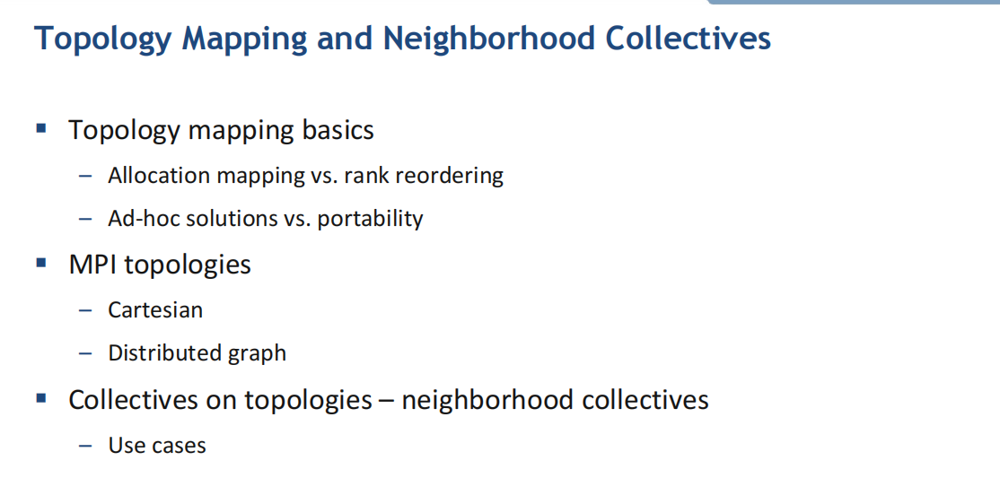 Topology Mapping and Neighborhood Collectives
▪ Topology mapping basics
– Allocation mapping vs. rank reordering
– Ad-hoc solutions vs. portability
▪ MPI topologies
– Cartesian
– Distributed graph
▪ Collectives on topologies – neighborhood collectives
– Use cases